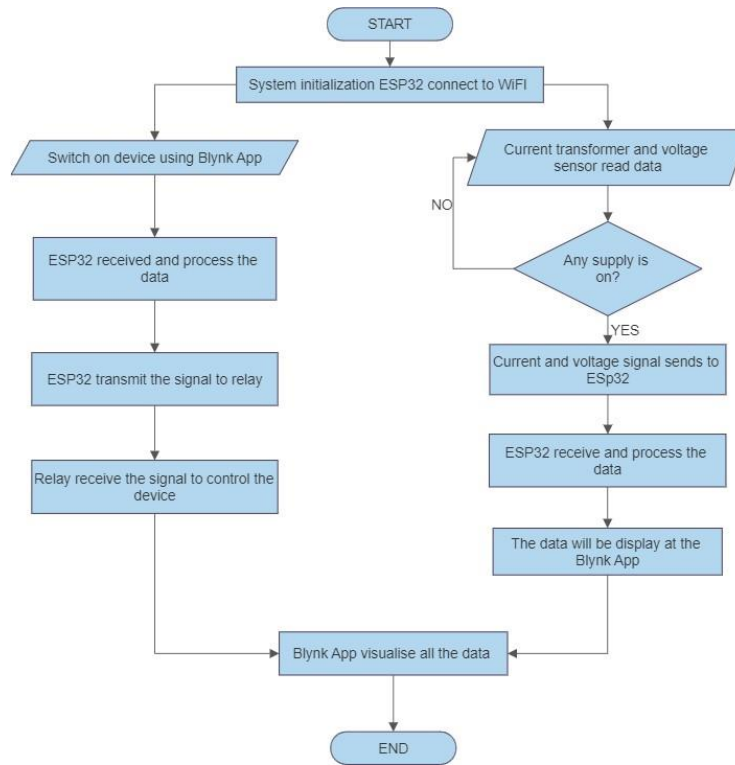 START
System initialization ESP32 connect to WiFI
Switch on device using Blynk App
ESP32 received and process the
data
ESP32 transmit the signal to relay
Relay receive the signal to control the
device
Current transformer and voltage
sensor read data
NO
Any supply is
on?
YES
Current and voltage signal sends to
ESp32
ESP32 receive and process the
data
The data will be display at the
Blynk App
Blynk App visualise all the data
END